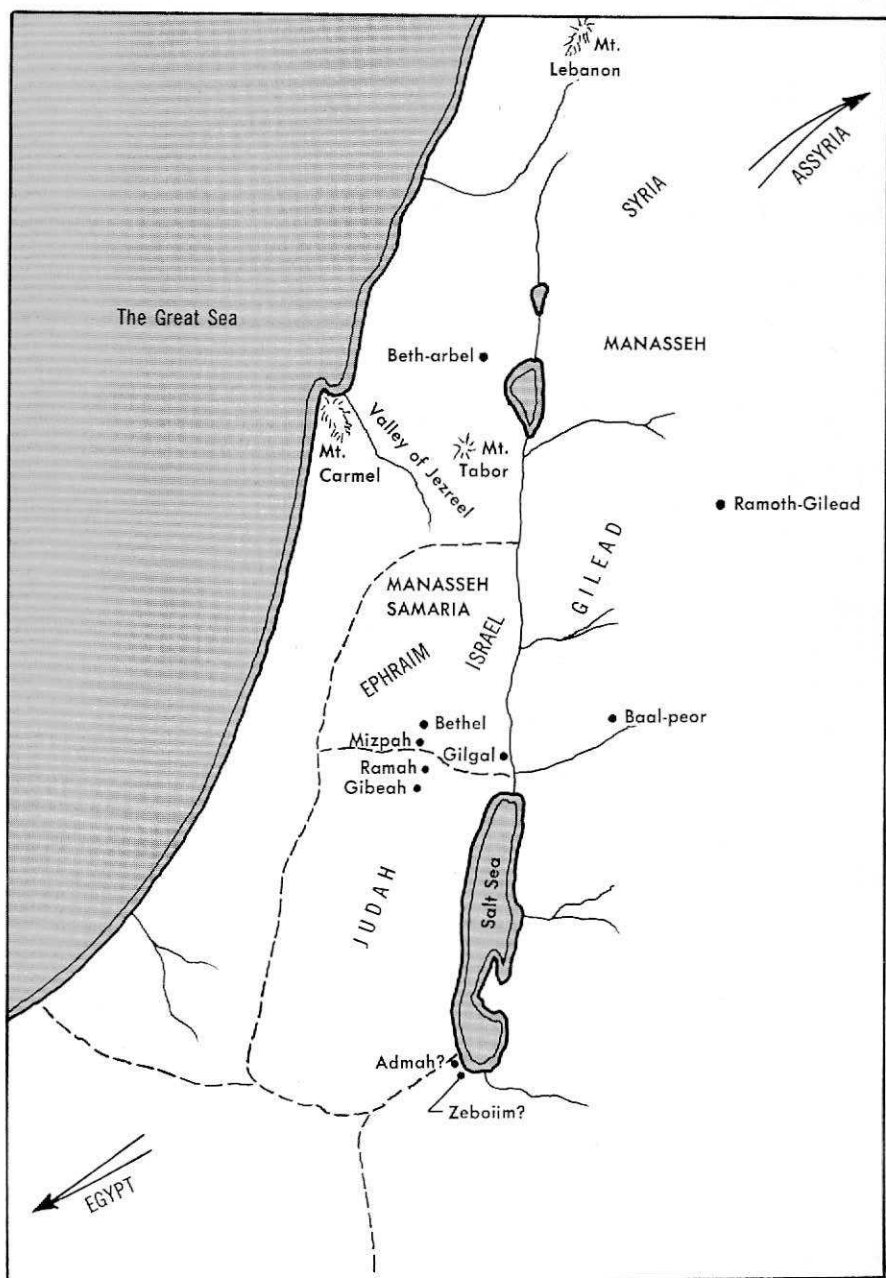 Mt.
Lebanon
ASSYRIA
SYRIA
The Great Sea
MANASSEH
Beth-arbel
Valley of Jezreel
Mt.
Carmel
Mt.
Tabor
Ramoth-Gilead
GILEAD
MANASSEH
SAMARIA
ISRAEL
EPHRAIM
Bethel
Baal-peor
Mizpah
Gilgal
Ramah
Gibeah
JUDAH
Salt Sea
Admah?
Zeboiim?
EGYPT